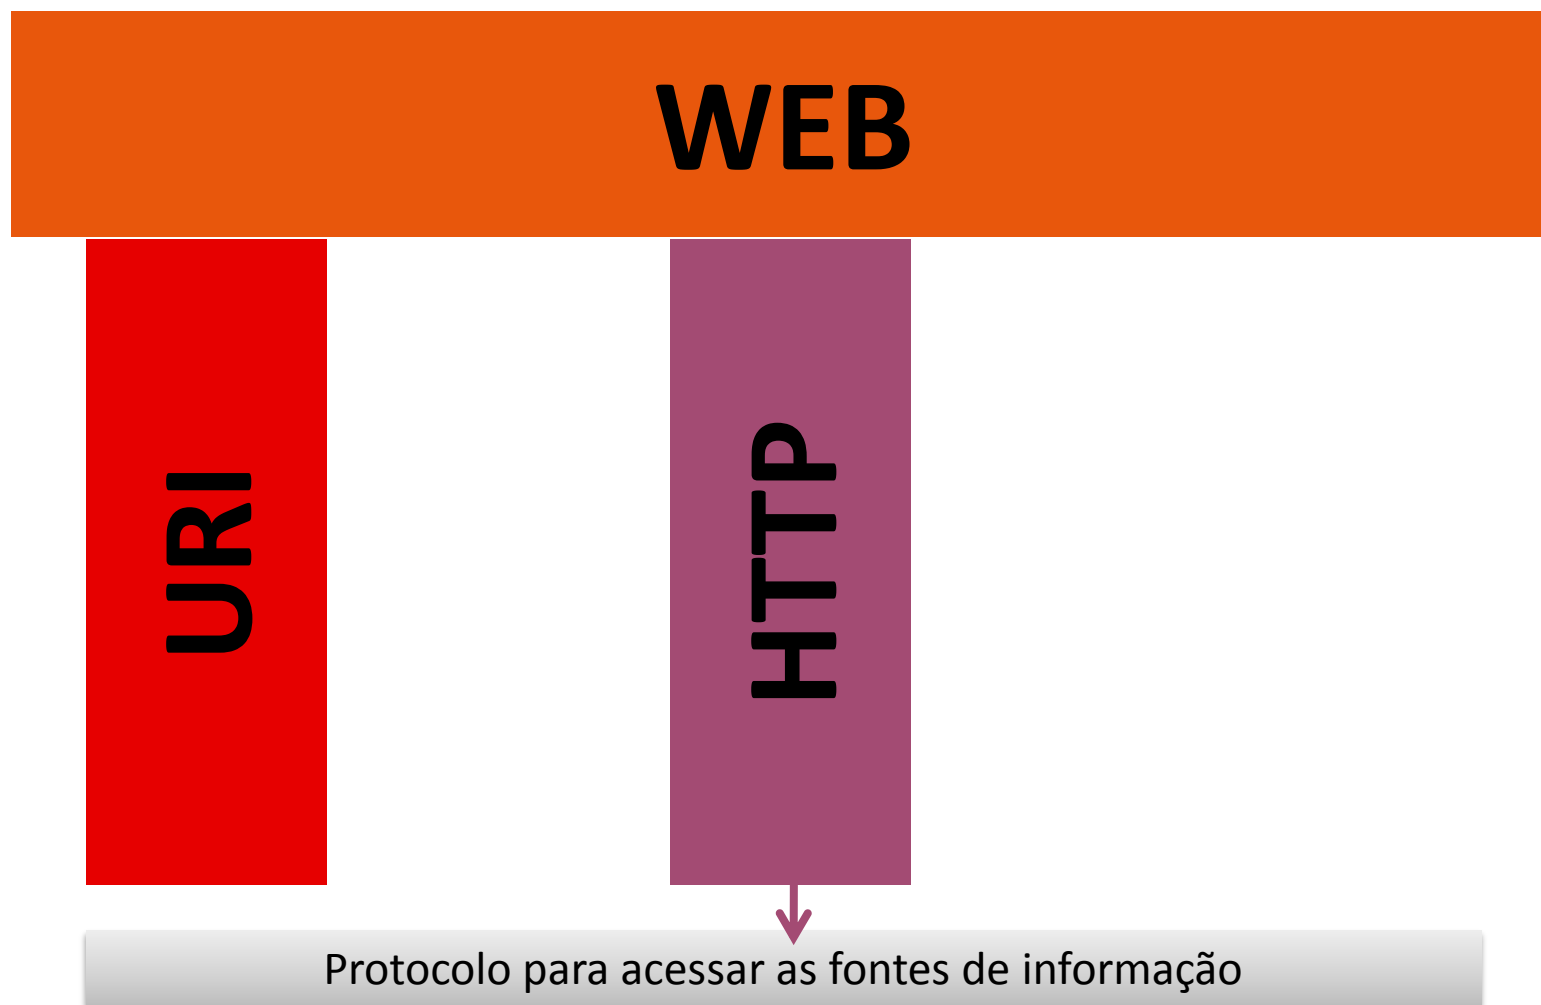 WEB
URI
HTTP
Protocolo para acessar as fontes de informação